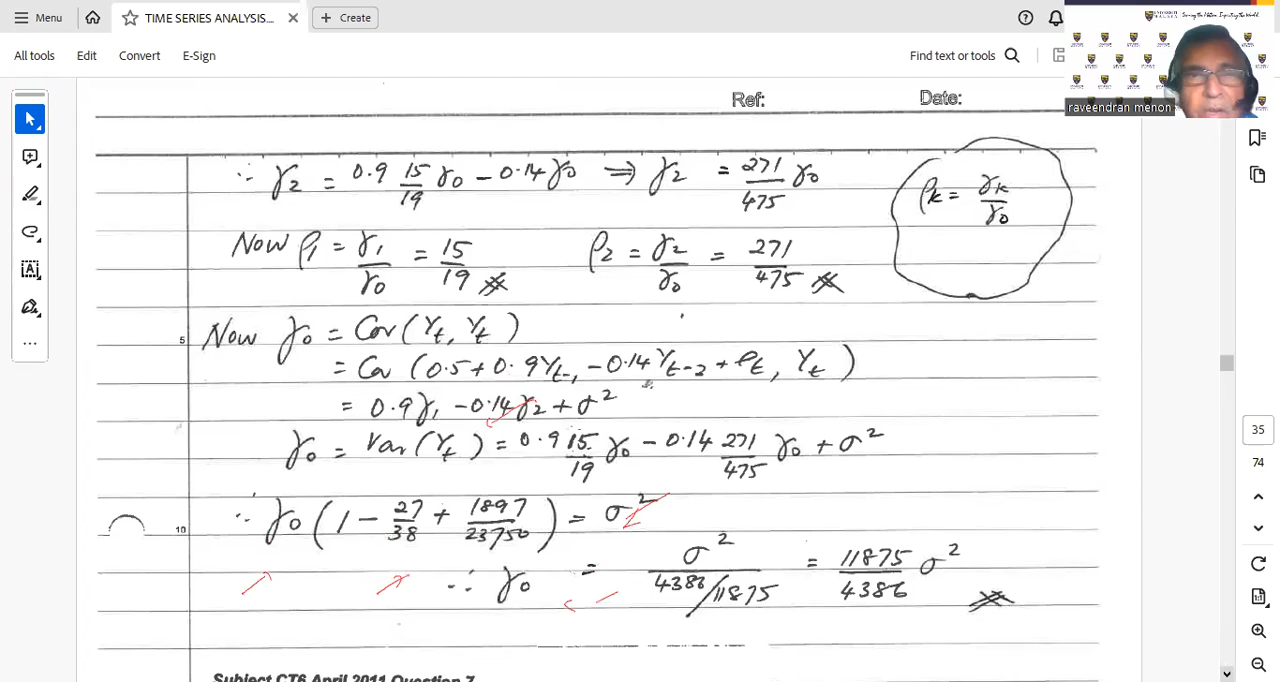 Menu
TIME SERIES ANALYSIS...
Create
All tools
Edit
Convert
E-Sign
Find text or tools
raveendran menon
Ref:
Date:
∵ γ2 = 0.9 15/19 γ0 - 0.14γ0 ⟹ γ2 = 271/475 γ0
ρk = γk/γ0
Now ρ1 = γ1/γ0 = 15/19 ρ2 = γ2/γ0 = 271/475
5
Now γ0 = Cov(Yt, Yt)
= Cov (0.5 + 0.9Yt-1 - 0.14Yt-2 + et, Yt)
= 0.9γ1 - 0.14γ2 + σ²
γ0 = Var(Yt) = 0.9 15/19 γ0 - 0.14 271/475 γ0 + σ²
10
∵ γ0 (1 - 27/38 + 1897/23750) = σ²
∵ γ0 = σ²/4386/11875 = 11875/4386 σ²
Subject CT6 April 2011 Question 7
35
74